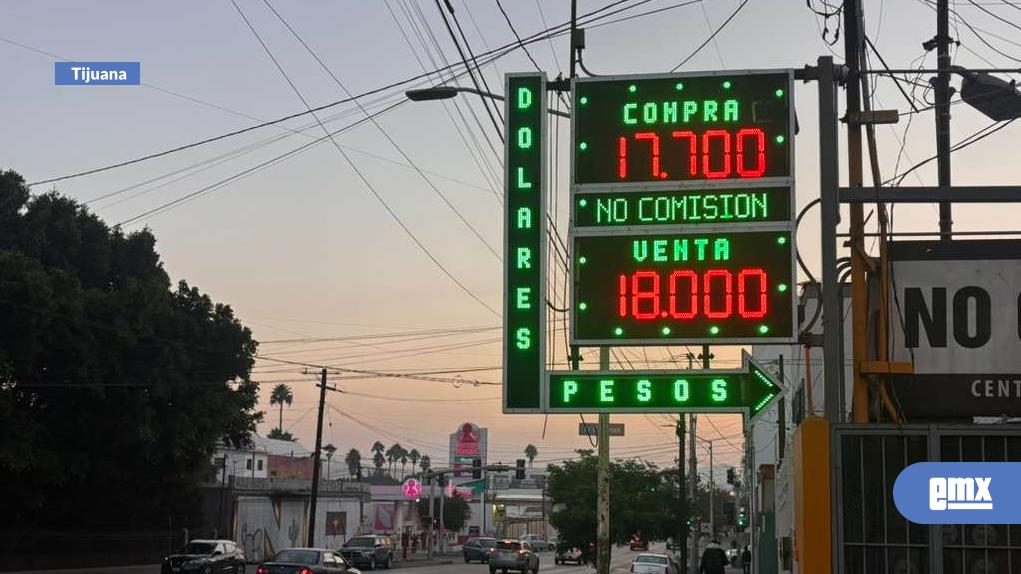 Tijuana
DOLARES
COMPRA
17.700
NO COMISION
VENTA
18.000
PESOS
NO
CENT
emx